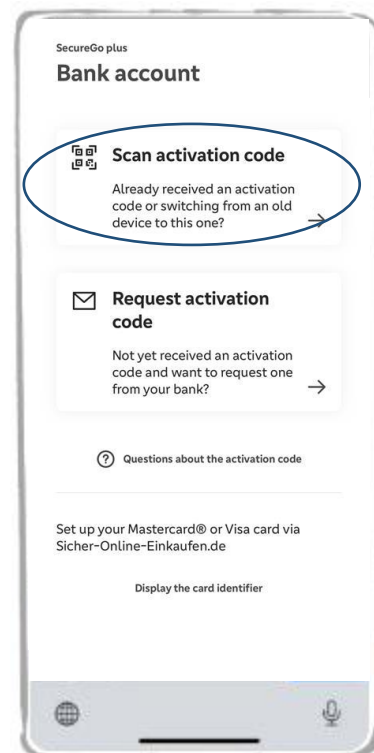 SecureGo plus
Bank account
Scan activation code
Already received an activation
code or switching from an old
device to this one?
Request activation
code
Not yet received an activation
code and want to request one
from your bank?
Questions about the activation code
Set up your Mastercard® or Visa card via
Sicher-Online-Einkaufen.de
Display the card identifier